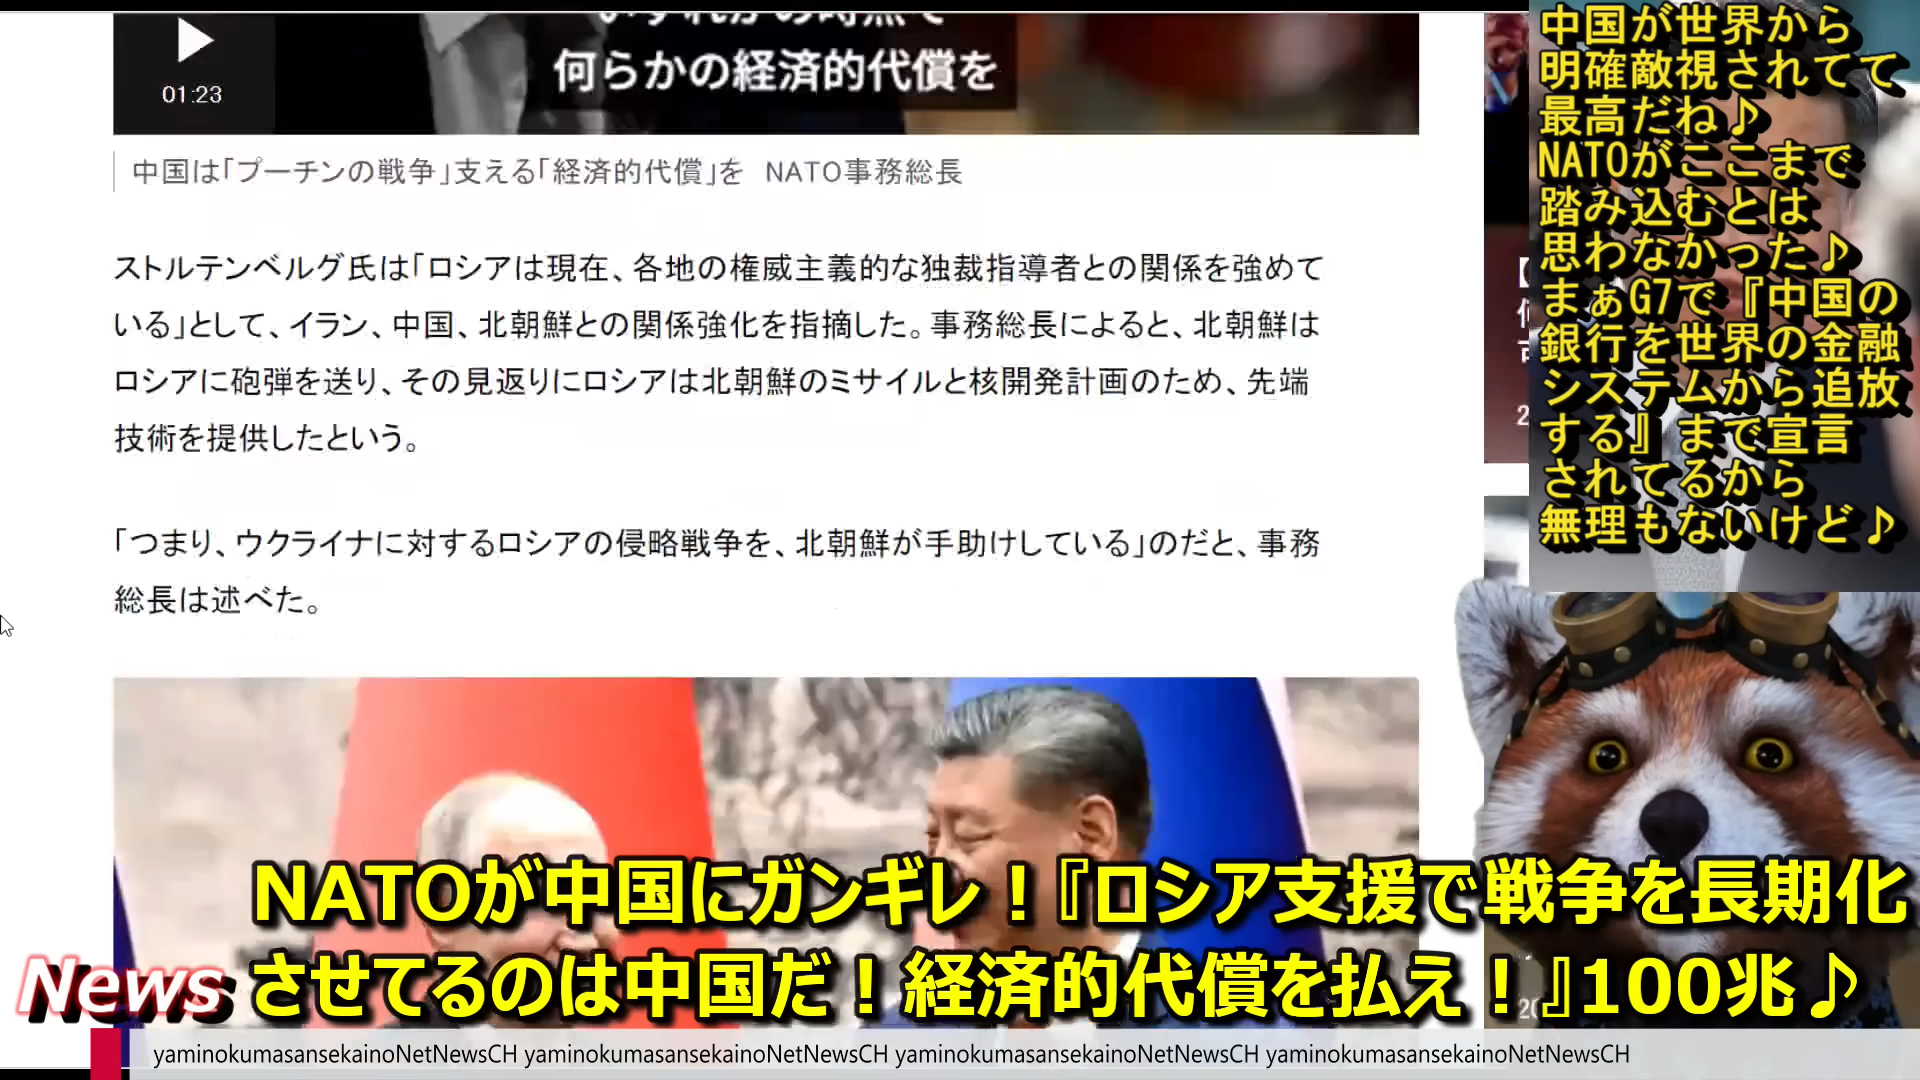 何らかの経済的代償を
01:23
中国は「プーチンの戦争」支える「経済的代償」を　NATO事務総長
ストルテンベルグ氏は「ロシアは現在、各地の権威主義的な独裁指導者との関係を強めて
いる」として、イラン、中国、北朝鮮との関係強化を指摘した。事務総長によると、北朝鮮は
ロシアに砲弾を送り、その見返りにロシアは北朝鮮のミサイルと核開発計画のため、先端
技術を提供したという。
「つまり、ウクライナに対するロシアの侵略戦争を、北朝鮮が手助けしている」のだと、事務
総長は述べた。
中国が世界から
明確敵視されてて
最高だね♪
NATOがここまで
踏み込むとは
思わなかった♪
まぁG7で『中国の
銀行を世界の金融
システムから追放
する』まで宣言
されてるから
無理もないけど♪
NATOが中国にガンギレ！『ロシア支援で戦争を長期化
させてるのは中国だ！経済的代償を払え！』100兆♪
News
yaminokumasansekainoNetNewsCH yaminokumasansekainoNetNewsCH yaminokumasansekainoNetNewsCH yaminokumasansekainoNetNewsCH